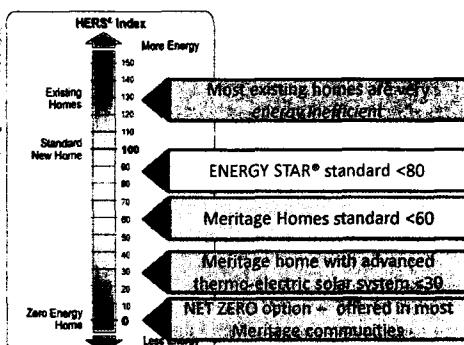 HERS® Index
More Energy
150
140
Existing Homes
130
120
110
Standard New Home
100
90
80
70
60
50
40
30
20
10
Zero Energy Home
0
Less Energy
Most existing homes are very
energy inefficient
ENERGY STAR® standard <80
Meritage Homes standard <60
Meritage home with advanced
thermo-electric solar system ≤30
NET ZERO option – offered in most
Meritage communities